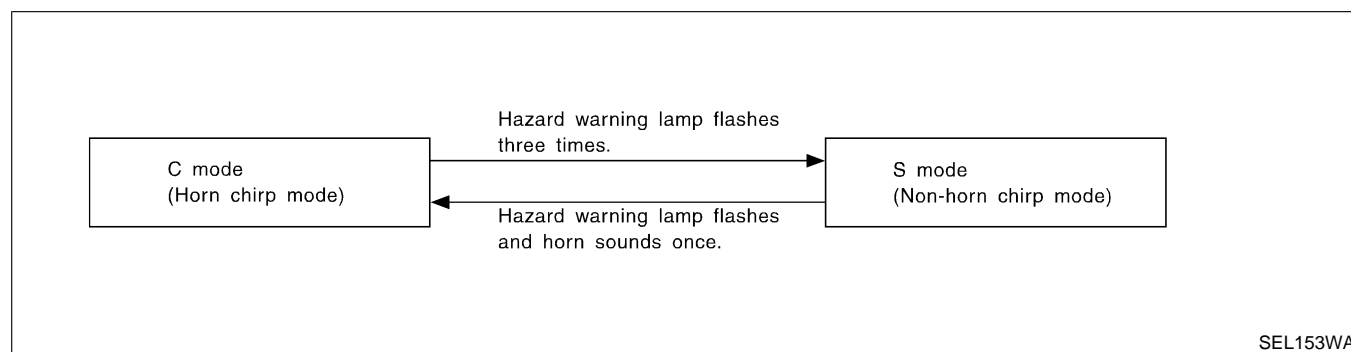 Hazard warning lamp flashes
three times.
C mode
(Horn chirp mode)
S mode
(Non-horn chirp mode)
Hazard warning lamp flashes
and horn sounds once.
SEL153WA